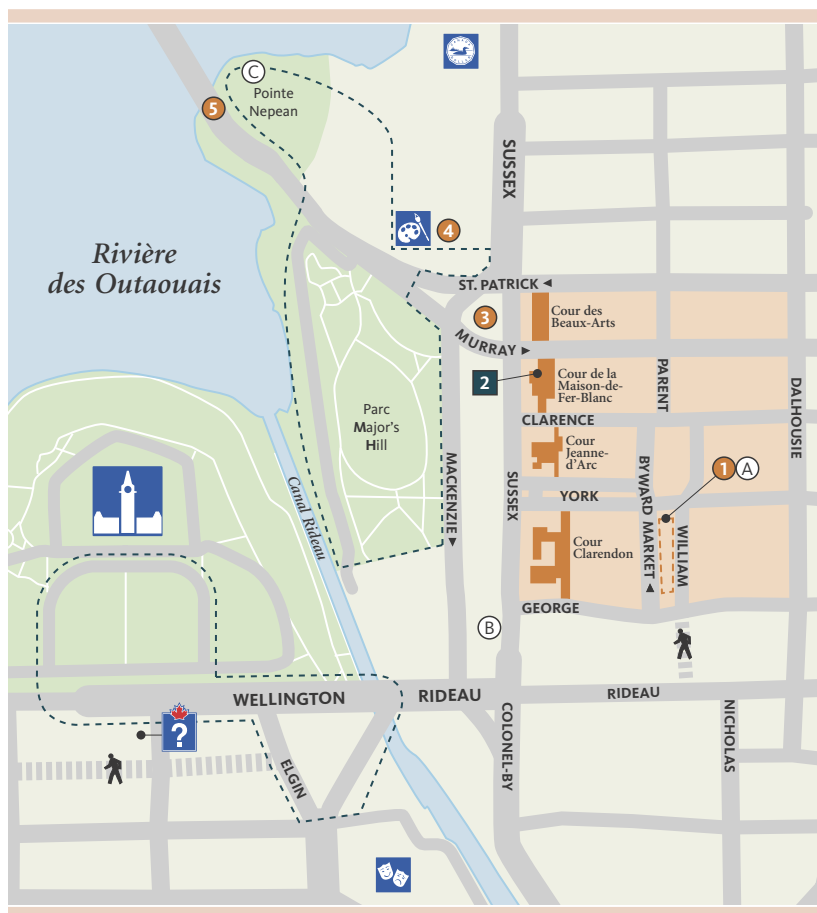 C
Pointe
Nepean
5
SUSSEX
Rivière
des Outaouais
4
ST. PATRICK
3
Cour des
Beaux-Arts
MURRAY
2
Cour de la
Maison-de-
Fer-Blanc
PARENT
DALHOUSIE
Parc
Major's
Hill
CLARENCE
Cour
Jeanne-
d'Arc
MACKENZIE
SUSSEX
BYWARD MARKET
1
A
YORK
Canal Rideau
Cour
Clarendon
WILLIAM
GEORGE
B
WELLINGTON
RIDEAU
RIDEAU
?
COLONEL-BY
NICHOLAS
ELGIN